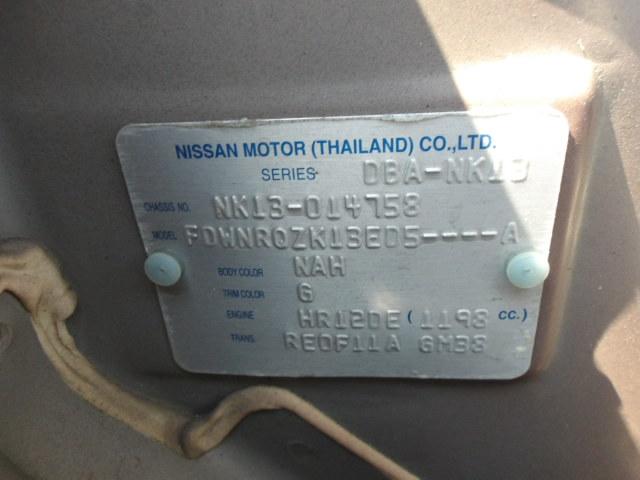 NISSAN MOTOR (THAILAND) CO.,LTD.
SERIES DBA-NK13
CHASSIS NO. NK13-014758
MODEL FDWNRQZK13ED5----A
BODY COLOR NAH
TRIM COLOR G
ENGINE HR12DE (1198 CC.)
TRANS. RE0F11A GM38